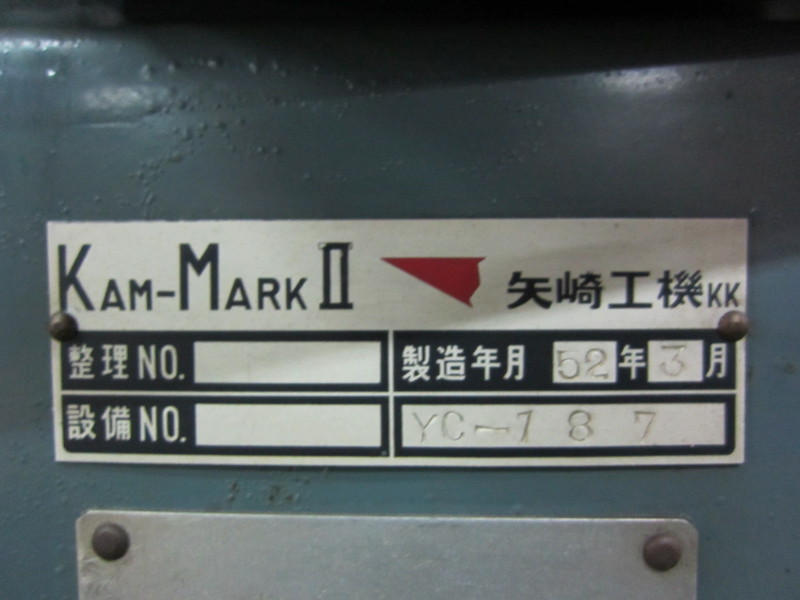 KAM-MARK II 矢崎工機KK
整理NO. 製造年月 52年3月
設備NO. YC-187